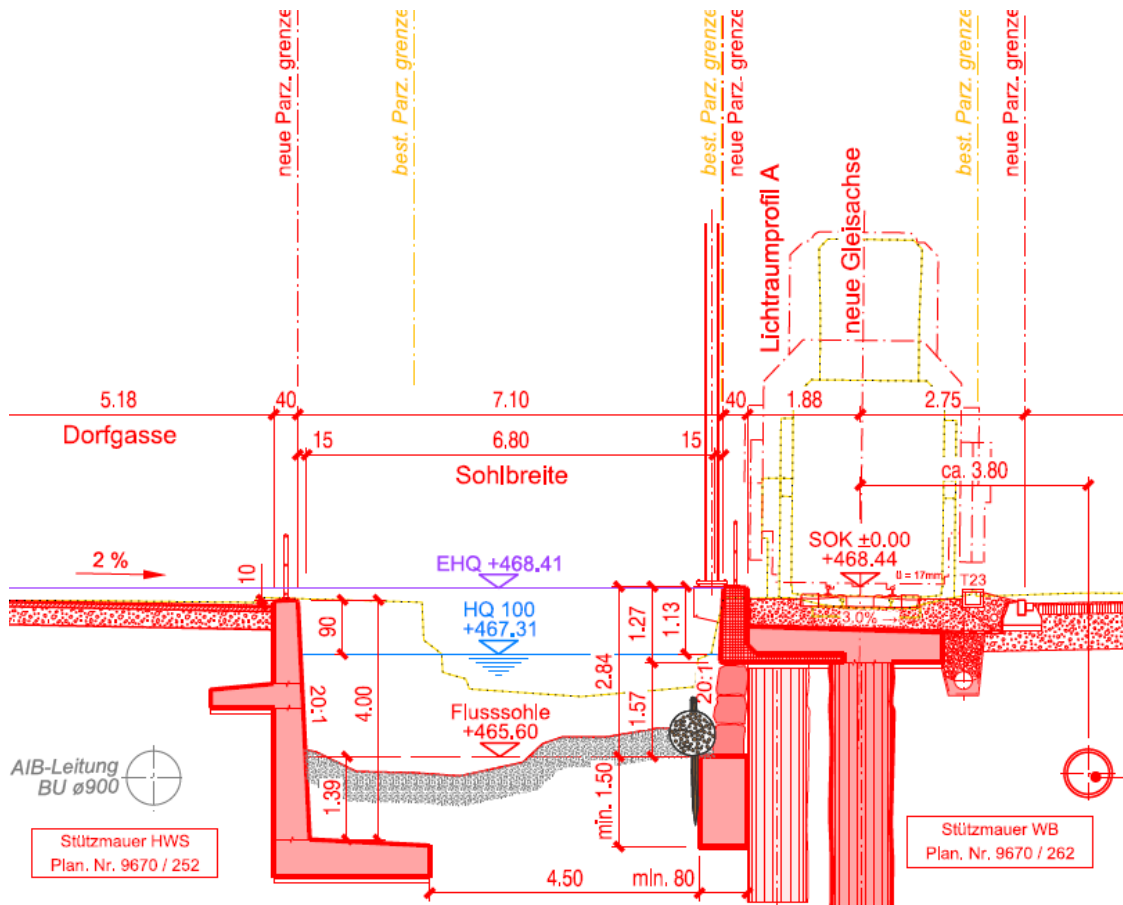 neue Parz. grenze
best. Parz. grenze
best. Parz. grenze
neue Parz. grenze
Lichtraumprofil A
neue Gleisachse
best. Parz. grenze
neue Parz. grenze
5.18
40
7.10
40
1.88
2.75
Dorfgasse
15
6.80
15
Sohlbreite
ca. 3.80
2 %
10
EHQ +468.41
SOK ±0.00
+468.44
ü = 17mm
T23
HQ 100
+467.31
90
1.27
1.13
3.0%
2.84
20:1
4.00
1.57
20:1
Flusssohle
+465.60
AIB-Leitung
BU ø900
1.39
min. 1.50
Stützmauer HWS
Plan. Nr. 9670 / 252
Stützmauer WB
Plan. Nr. 9670 / 262
4.50
min. 80